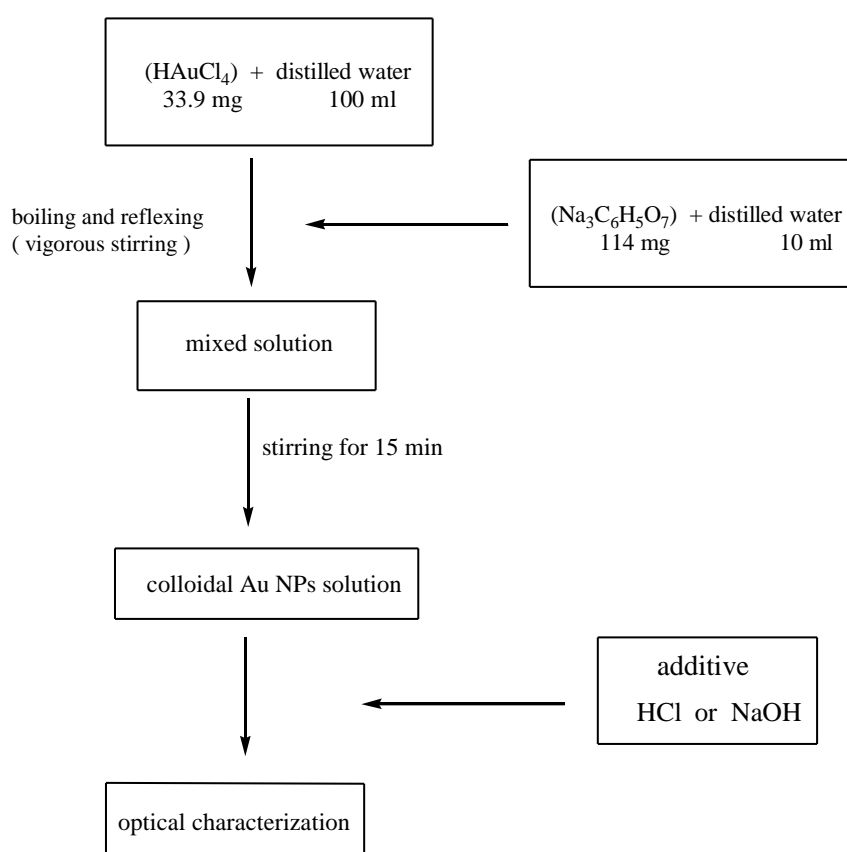 (HAuCl₄) + distilled water
33.9 mg 100 ml
boiling and reflexing
( vigorous stirring )
(Na₃C₆H₅O₇) + distilled water
114 mg 10 ml
mixed solution
stirring for 15 min
colloidal Au NPs solution
additive
HCl or NaOH
optical characterization